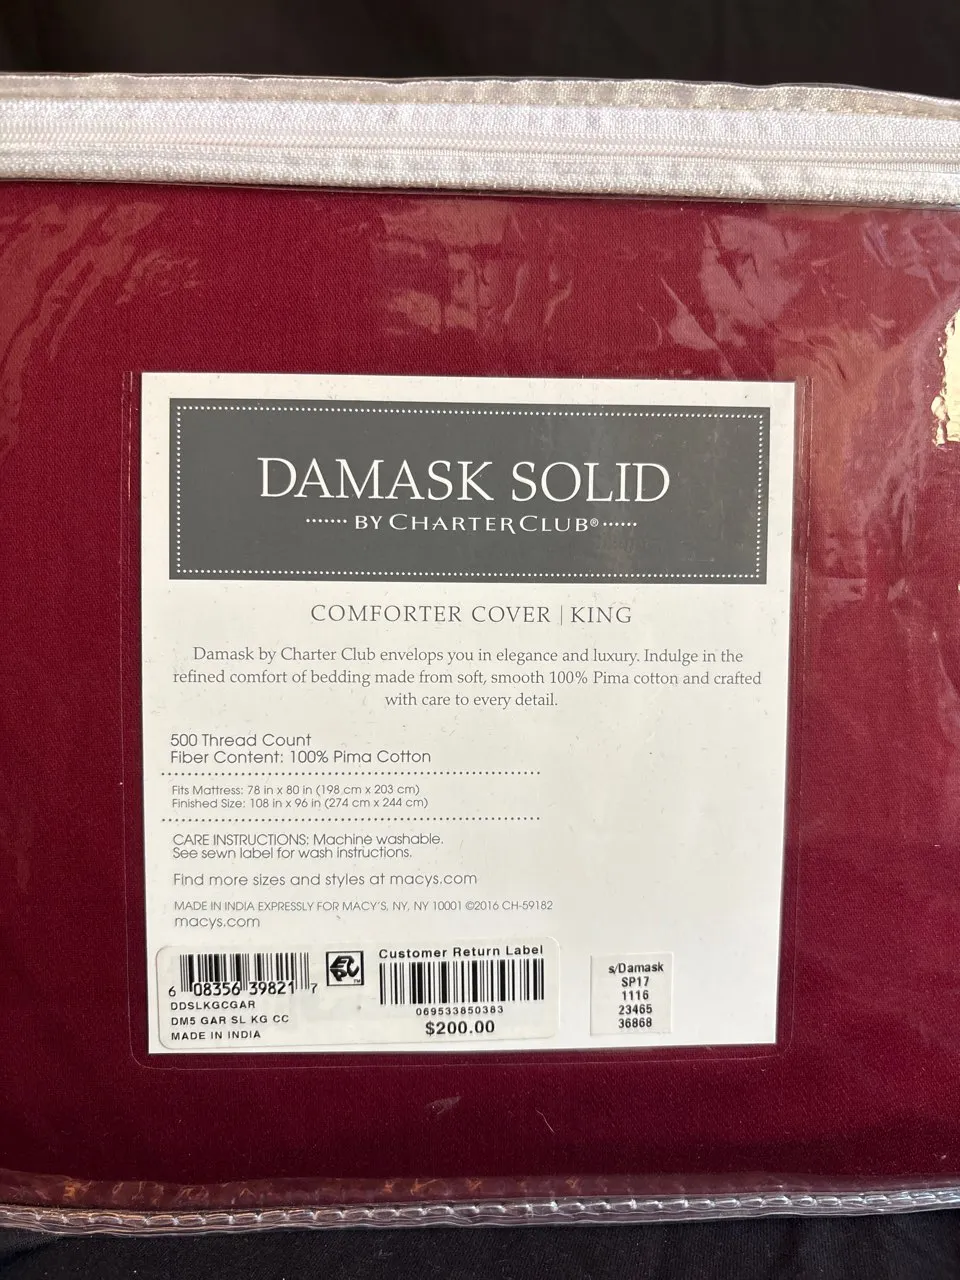 DAMASK SOLID
BY CHARTER CLUB®
COMFORTER COVER | KING
Damask by Charter Club envelops you in elegance and luxury. Indulge in the
refined comfort of bedding made from soft, smooth 100% Pima cotton and crafted
with care to every detail.
500 Thread Count
Fiber Content: 100% Pima Cotton
Fits Mattress: 78 in x 80 in (198 cm x 203 cm)
Finished Size: 108 in x 96 in (274 cm x 244 cm)
CARE INSTRUCTIONS: Machine washable.
See sewn label for wash instructions.
Find more sizes and styles at macys.com
MADE IN INDIA EXPRESSLY FOR MACY'S, NY, NY 10001 ©2016 CH-59182
macys.com
6 08356 39821 7
DDSLKGCGAR
DM5 GAR SL KG CC
MADE IN INDIA
Customer Return Label
069533850383
$200.00
s/Damask
SP17
1116
23465
36868